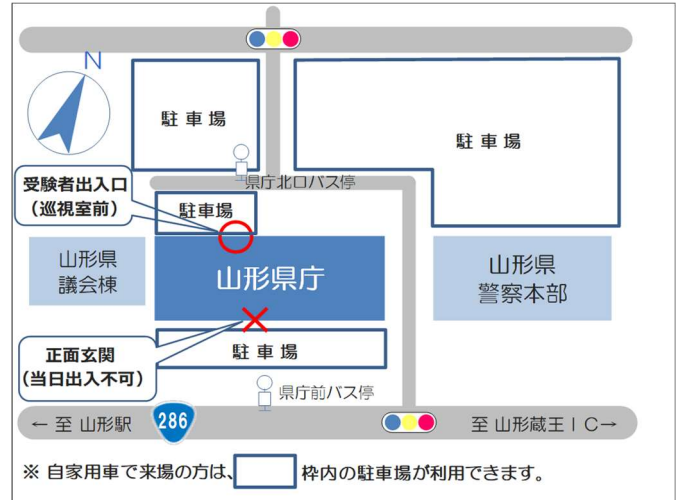 N
駐車場
駐車場
県庁北口バス停
受験者出入口
（巡視室前）
駐車場
山形県
議会棟
山形県庁
山形県
警察本部
正面玄関
（当日出入不可）
駐車場
県庁前バス停
← 至 山形駅
286
至 山形蔵王ＩＣ→
※ 自家用車で来場の方は、 枠内の駐車場が利用できます。